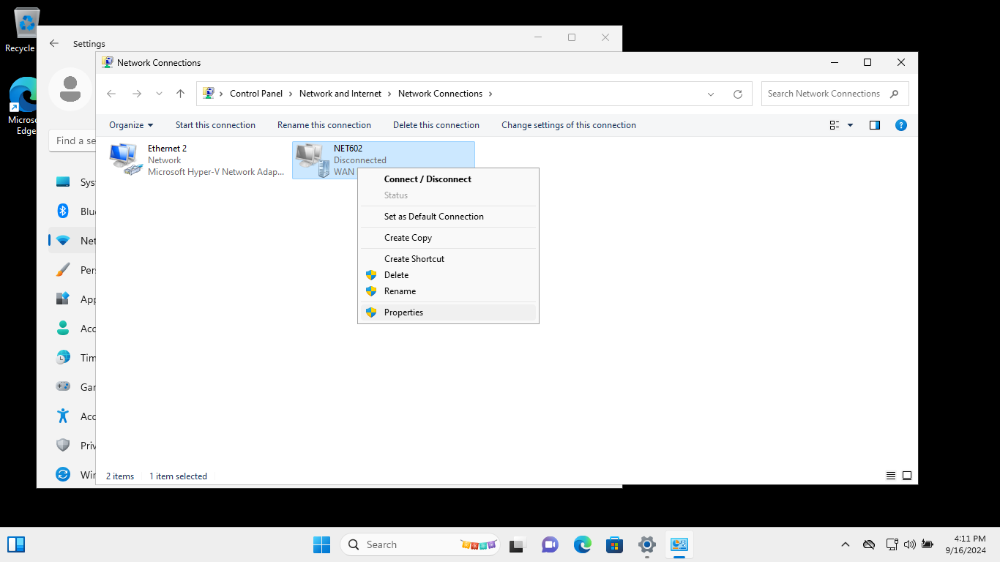 Recycle
Microso
Edge
Settings
Find a se
Sys
Blu
Net
Pers
App
Acc
Tim
Gar
Acc
Priv
Wir
Network Connections
Control Panel
Network and Internet
Network Connections
Search Network Connections
Organize
Start this connection
Rename this connection
Delete this connection
Change settings of this connection
?
Ethernet 2
Network
Microsoft Hyper-V Network Adap...
NET602
Disconnected
WAN
Connect / Disconnect
Status
Set as Default Connection
Create Copy
Create Shortcut
Delete
Rename
Properties
2 items
1 item selected
Search
4:11 PM
9/16/2024